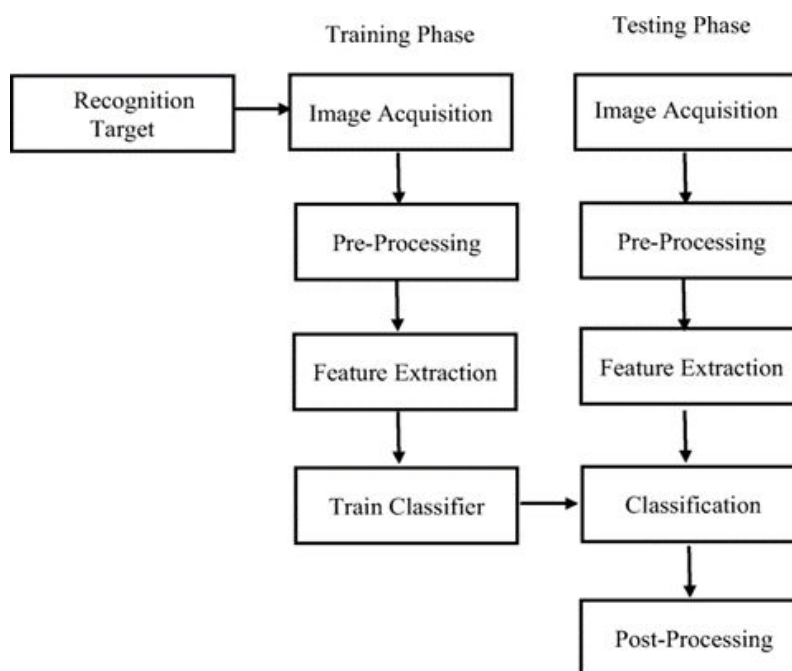 Training Phase
Testing Phase
Recognition
Target
Image Acquisition
Image Acquisition
Pre-Processing
Pre-Processing
Feature Extraction
Feature Extraction
Train Classifier
Classification
Post-Processing